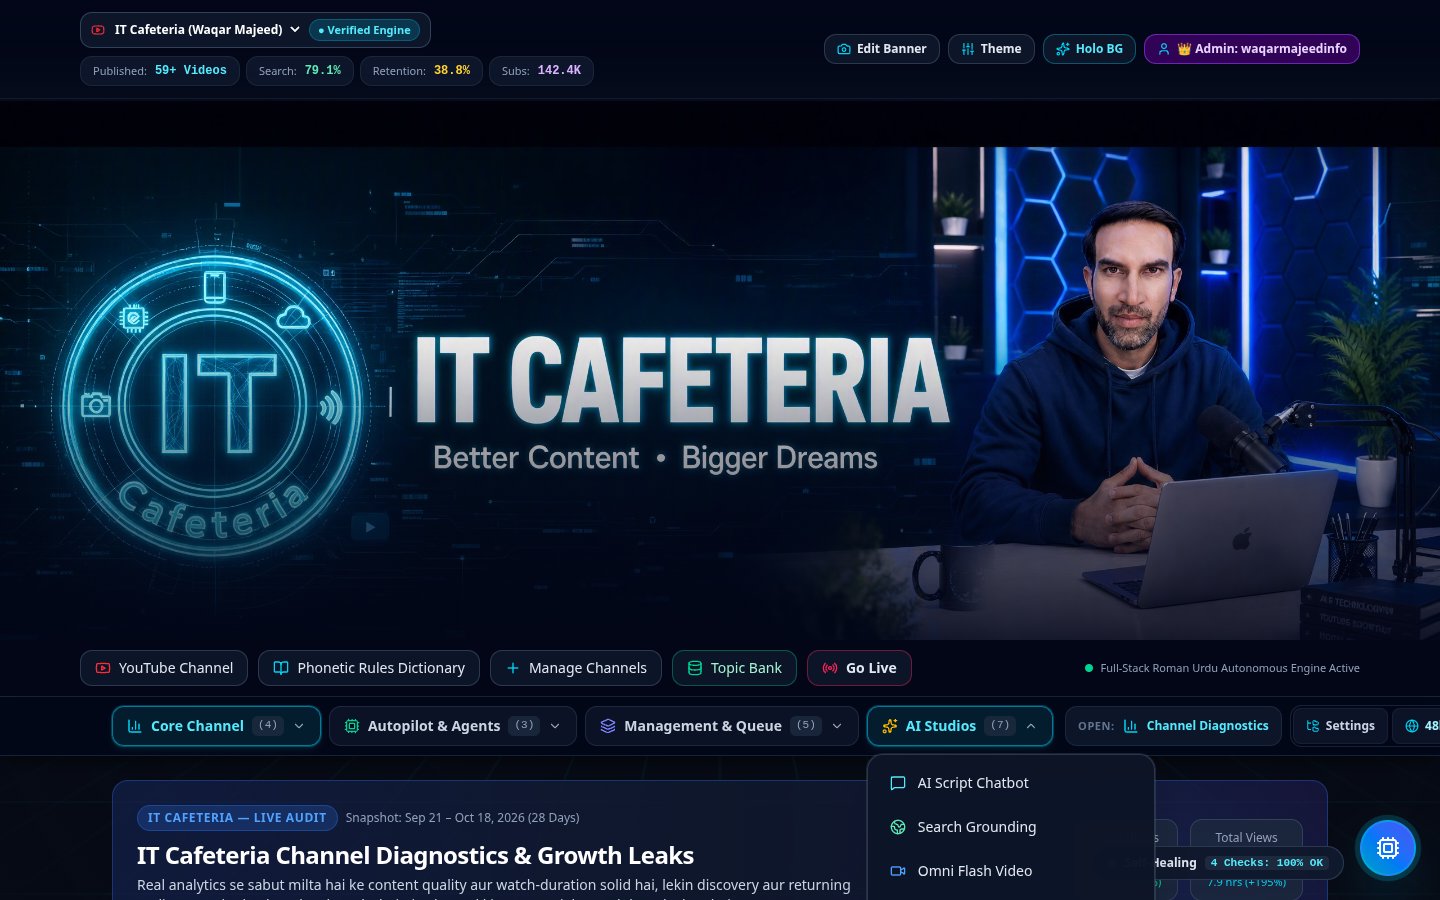 IT Cafeteria (Waqar Majeed)
● Verified Engine
Edit Banner
Theme
Holo BG
👑 Admin: waqarmajeedinfo
Published: 59+ Videos
Search: 79.1%
Retention: 38.8%
Subs: 142.4K
IT
Cafeteria
IT CAFETERIA
Better Content • Bigger Dreams
YouTube Channel
Phonetic Rules Dictionary
Manage Channels
Topic Bank
Go Live
Full-Stack Roman Urdu Autonomous Engine Active
Core Channel (4)
Autopilot & Agents (3)
Management & Queue (5)
AI Studios (7)
OPEN: Channel Diagnostics
Settings
48
AI Script Chatbot
Search Grounding
Omni Flash Video
IT CAFETERIA — LIVE AUDIT
Snapshot: Sep 21 – Oct 18, 2026 (28 Days)
IT Cafeteria Channel Diagnostics & Growth Leaks
Real analytics se sabut milta hai ke content quality aur watch-duration solid hai, lekin discovery aur returning
Total Views
Healing
4 Checks: 100% OK
7.9 hrs (+195%)